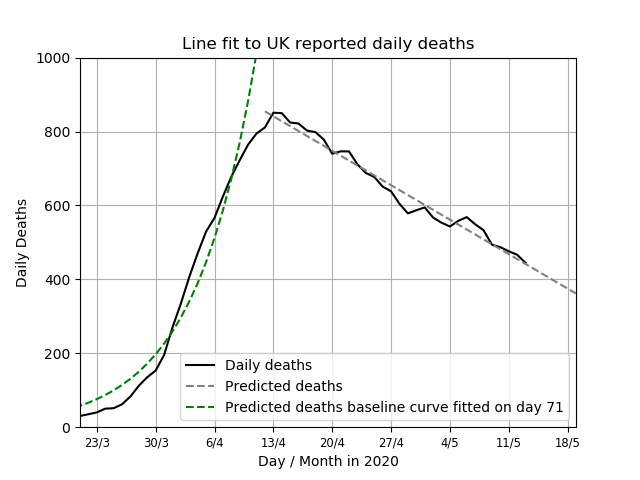 Line fit to UK reported daily deaths
1000
800
600
400
200
0
Daily Deaths
Daily deaths
Predicted deaths
Predicted deaths baseline curve fitted on day 71
23/3 30/3 6/4 13/4 20/4 27/4 4/5 11/5 18/5
Day / Month in 2020